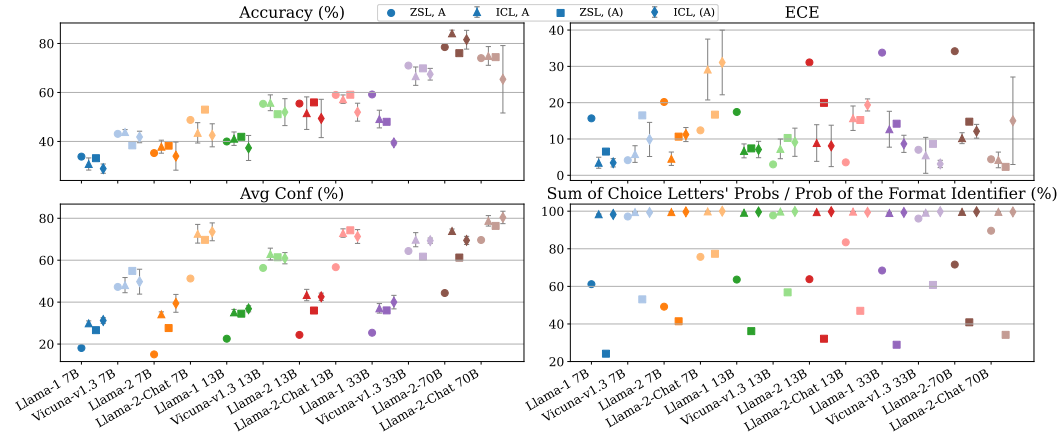 Accuracy (%)
ZSL, A
ICL, A
ZSL, (A)
ICL, (A)
ECE
80
60
40
40
30
20
10
0
Avg Conf (%)
Sum of Choice Letters' Probs / Prob of the Format Identifier (%)
80
60
40
20
100
80
60
40
20
Llama-1 7B
Vicuna-v1.3 7B
Llama-2 7B
Llama-2-Chat 7B
Llama-1 13B
Vicuna-v1.3 13B
Llama-2 13B
Llama-2-Chat 13B
Llama-1 33B
Vicuna-v1.3 33B
Llama-2-70B
Llama-2-Chat 70B
Llama-1 7B
Vicuna-v1.3 7B
Llama-2 7B
Llama-2-Chat 7B
Llama-1 13B
Vicuna-v1.3 13B
Llama-2 13B
Llama-2-Chat 13B
Llama-1 33B
Vicuna-v1.3 33B
Llama-2-70B
Llama-2-Chat 70B